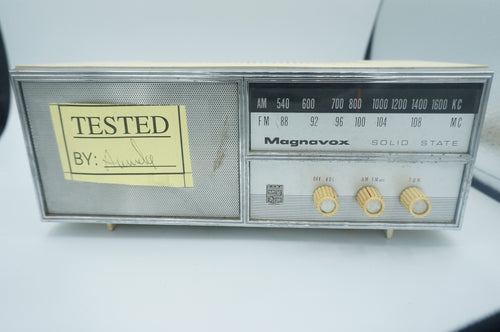 TESTED
BY:
AM 540 600 700 800 1000 1200 1400 1600 KC
FM 88 92 96 100 104 108 MC
Magnavox SOLID STATE